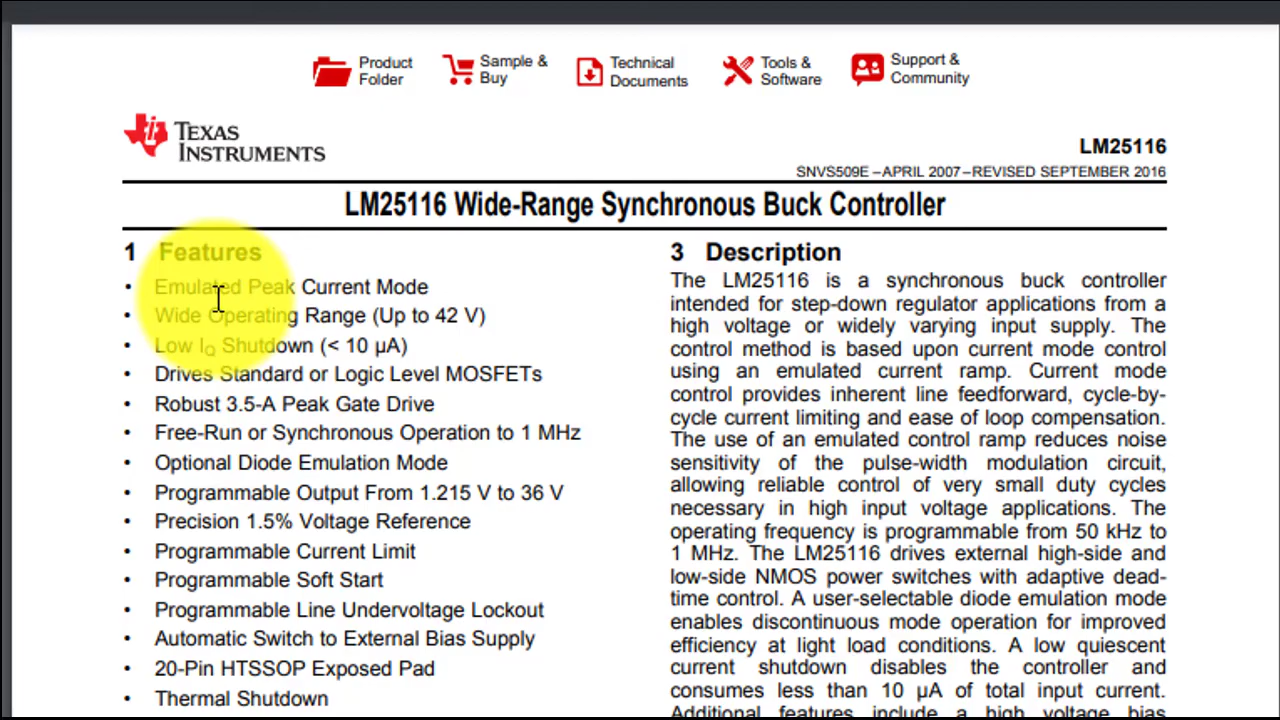 Product
Folder
Sample &
Buy
Technical
Documents
Tools &
Software
Support &
Community
TEXAS
INSTRUMENTS
LM25116
SNVS509E –APRIL 2007–REVISED SEPTEMBER 2016
LM25116 Wide-Range Synchronous Buck Controller
1 Features
• Emulated Peak Current Mode
• Wide Operating Range (Up to 42 V)
• Low IQ Shutdown (< 10 µA)
• Drives Standard or Logic Level MOSFETs
• Robust 3.5-A Peak Gate Drive
• Free-Run or Synchronous Operation to 1 MHz
• Optional Diode Emulation Mode
• Programmable Output From 1.215 V to 36 V
• Precision 1.5% Voltage Reference
• Programmable Current Limit
• Programmable Soft Start
• Programmable Line Undervoltage Lockout
• Automatic Switch to External Bias Supply
• 20-Pin HTSSOP Exposed Pad
• Thermal Shutdown
3 Description
The LM25116 is a synchronous buck controller
intended for step-down regulator applications from a
high voltage or widely varying input supply. The
control method is based upon current mode control
using an emulated current ramp. Current mode
control provides inherent line feedforward, cycle-by-
cycle current limiting and ease of loop compensation.
The use of an emulated control ramp reduces noise
sensitivity of the pulse-width modulation circuit,
allowing reliable control of very small duty cycles
necessary in high input voltage applications. The
operating frequency is programmable from 50 kHz to
1 MHz. The LM25116 drives external high-side and
low-side NMOS power switches with adaptive dead-
time control. A user-selectable diode emulation mode
enables discontinuous mode operation for improved
efficiency at light load conditions. A low quiescent
current shutdown disables the controller and
consumes less than 10 µA of total input current.
Additional features include a high voltage bias